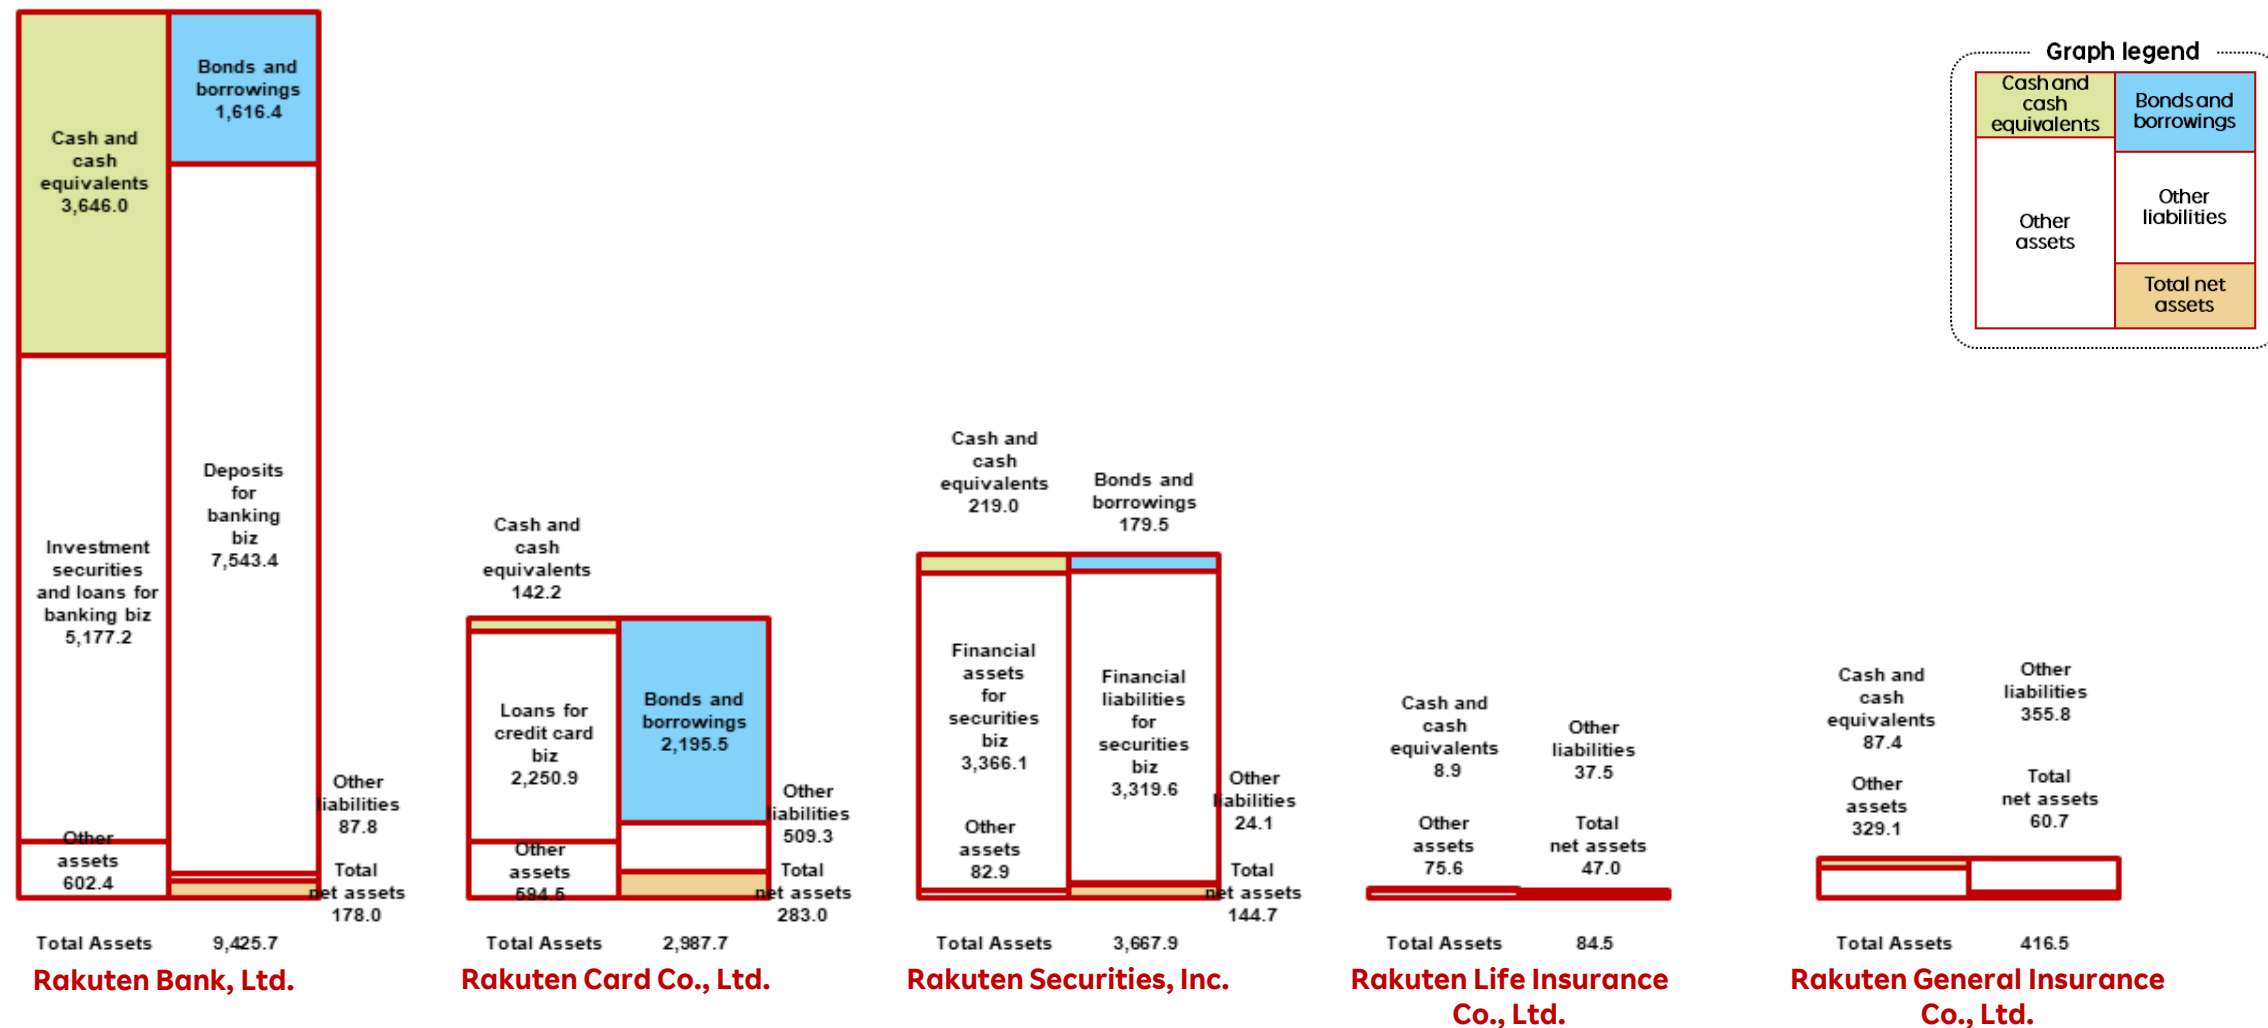 Graph legend
Cash and
cash
equivalents
Bonds and
borrowings
Other
assets
Other
liabilities
Total net
assets
Cash and
cash
equivalents
3,646.0
Bonds and
borrowings
1,616.4
Investment
securities
and loans for
banking biz
5,177.2
Deposits
for
banking
biz
7,543.4
Other
assets
602.4
Other
liabilities
87.8
Total
net assets
178.0
Total Assets 9,425.7
Rakuten Bank, Ltd.
Cash and
cash
equivalents
142.2
Loans for
credit card
biz
2,250.9
Bonds and
borrowings
2,195.5
Other
assets
594.5
Other
liabilities
509.3
Total
net assets
283.0
Total Assets 2,987.7
Rakuten Card Co., Ltd.
Cash and
cash
equivalents
219.0
Bonds and
borrowings
179.5
Financial
assets
for
securities
biz
3,366.1
Financial
liabilities
for
securities
biz
3,319.6
Other
assets
82.9
Other
liabilities
24.1
Total
net assets
144.7
Total Assets 3,667.9
Rakuten Securities, Inc.
Cash and
cash
equivalents
8.9
Other
liabilities
37.5
Other
assets
75.6
Total
net assets
47.0
Total Assets 84.5
Rakuten Life Insurance
Co., Ltd.
Cash and
cash
equivalents
87.4
Other
liabilities
355.8
Other
assets
329.1
Total
net assets
60.7
Total Assets 416.5
Rakuten General Insurance
Co., Ltd.